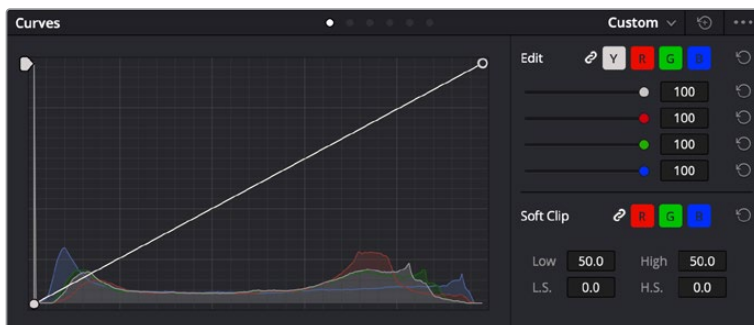 Curves
Custom
Edit Y R G B
100
100
100
100
Soft Clip R G B
Low 50.0 High 50.0
L.S. 0.0 H.S. 0.0